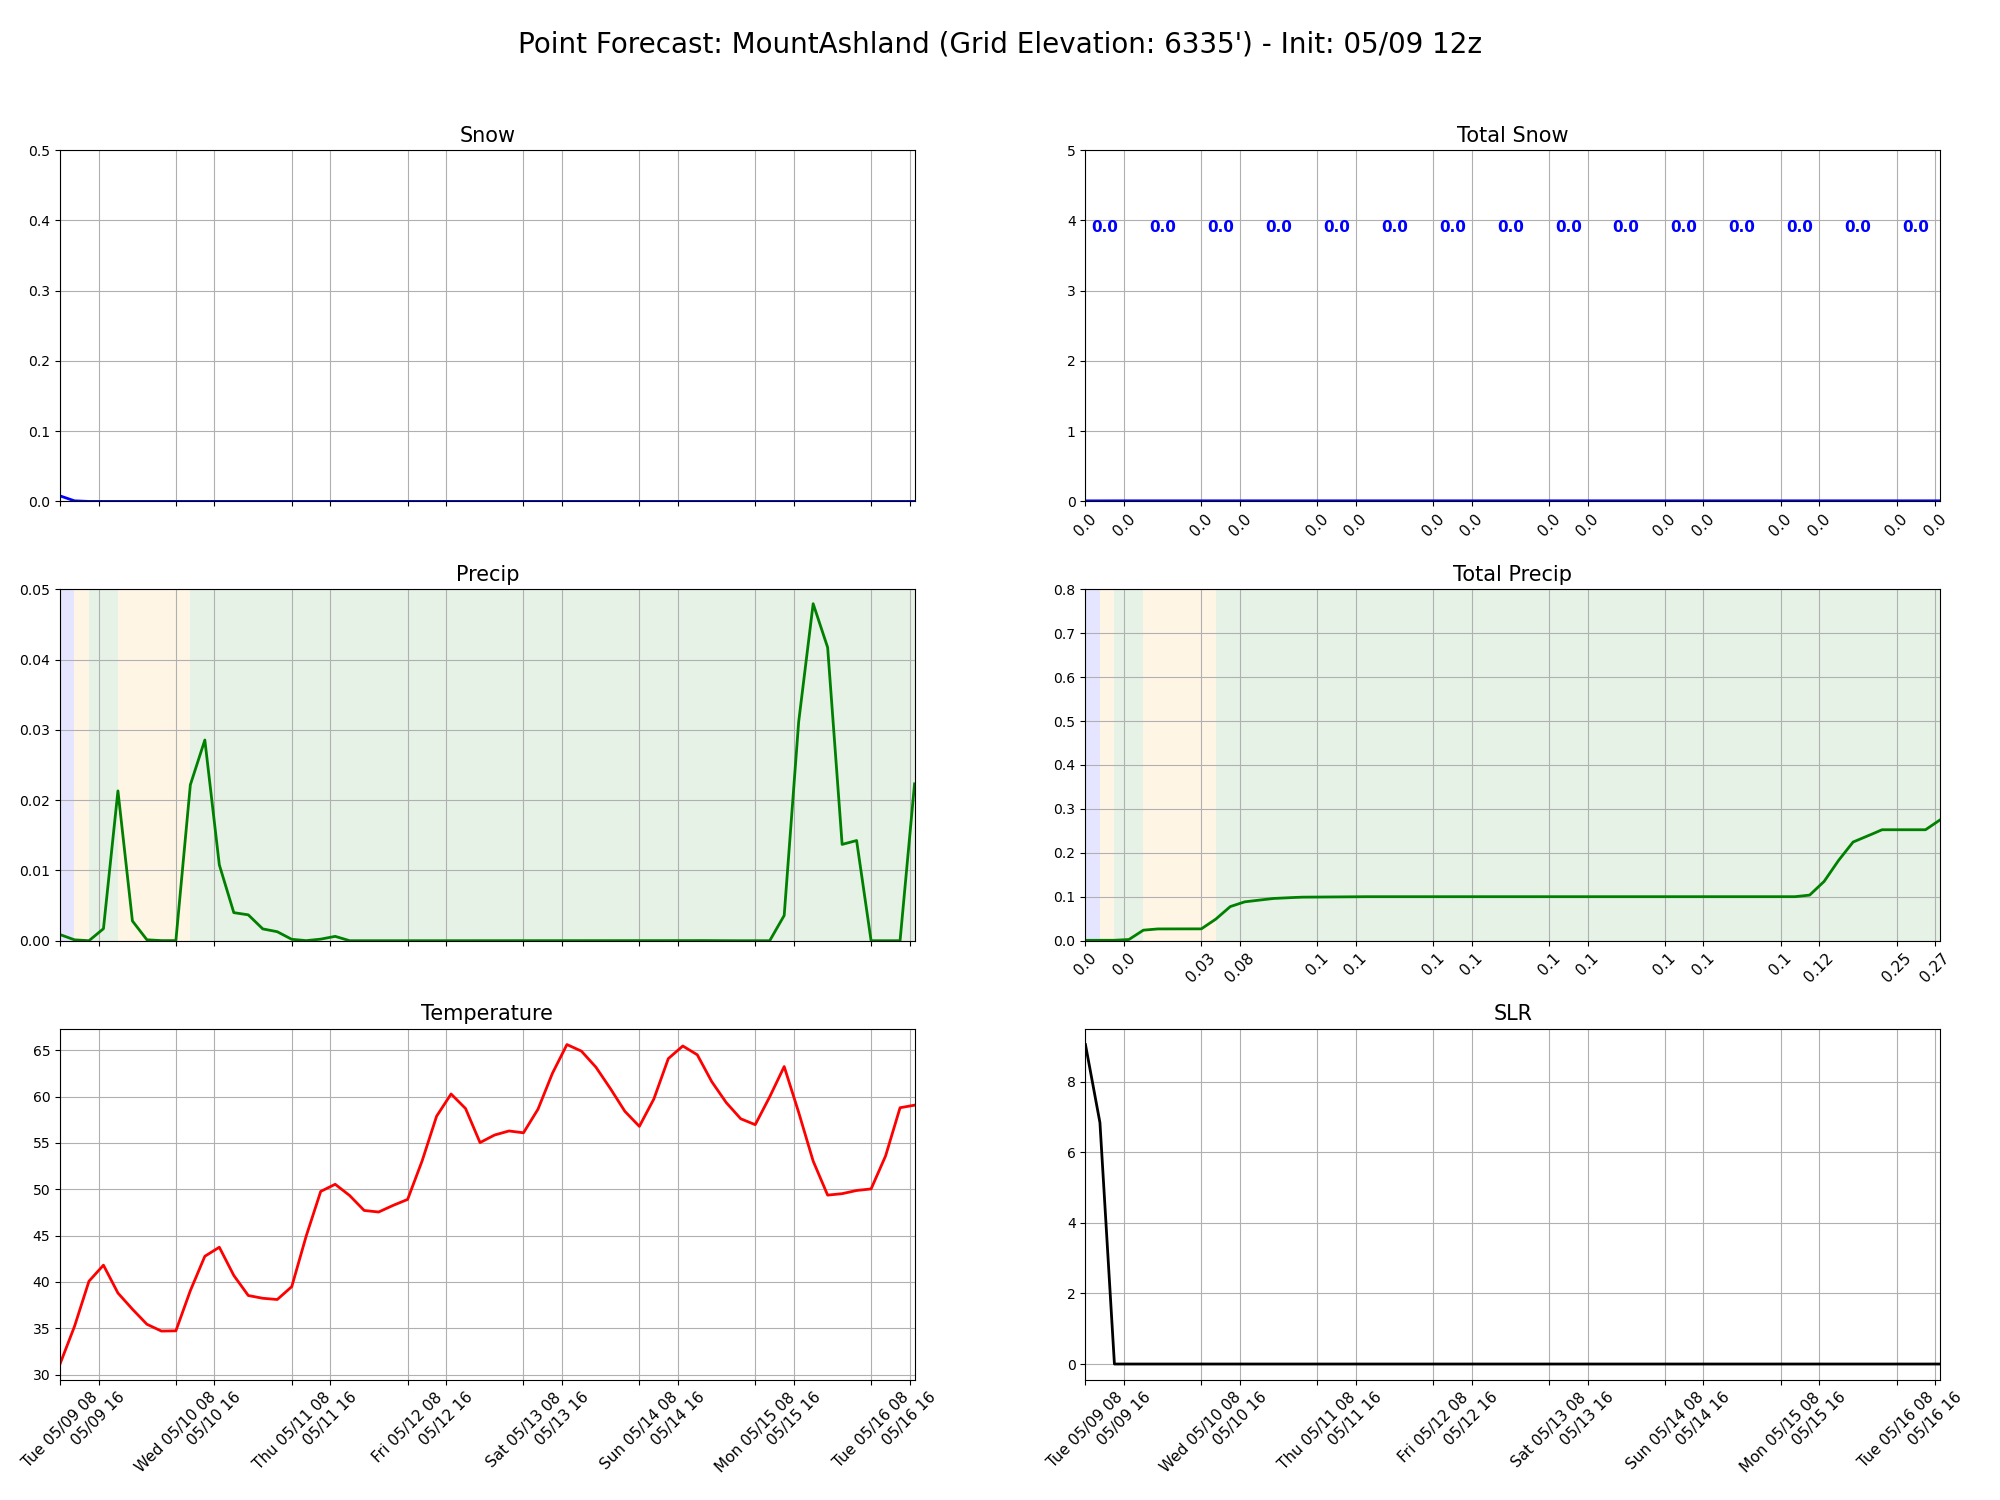 Point Forecast: MountAshland (Grid Elevation: 6335') - Init: 05/09 12z
Snow
0.5
0.4
0.3
0.2
0.1
0.0
Total Snow
5
4
3
2
1
0
0.0 0.0 0.0 0.0 0.0 0.0 0.0 0.0 0.0 0.0 0.0 0.0 0.0 0.0 0.0
0.0 0.0 0.0 0.0 0.0 0.0 0.0 0.0 0.0 0.0 0.0 0.0 0.0 0.0 0.0 0.0
Precip
0.05
0.04
0.03
0.02
0.01
0.00
Total Precip
0.8
0.7
0.6
0.5
0.4
0.3
0.2
0.1
0.0
0.0 0.0 0.03 0.08 0.1 0.1 0.1 0.1 0.1 0.1 0.1 0.1 0.1 0.12 0.25 0.27
Temperature
65
60
55
50
45
40
35
30
Tue 05/09 08
05/09 16
Wed 05/10 08
05/10 16
Thu 05/11 08
05/11 16
Fri 05/12 08
05/12 16
Sat 05/13 08
05/13 16
Sun 05/14 08
05/14 16
Mon 05/15 08
05/15 16
Tue 05/16 08
05/16 16
SLR
8
6
4
2
0
Tue 05/09 08
05/09 16
Wed 05/10 08
05/10 16
Thu 05/11 08
05/11 16
Fri 05/12 08
05/12 16
Sat 05/13 08
05/13 16
Sun 05/14 08
05/14 16
Mon 05/15 08
05/15 16
Tue 05/16 08
05/16 16